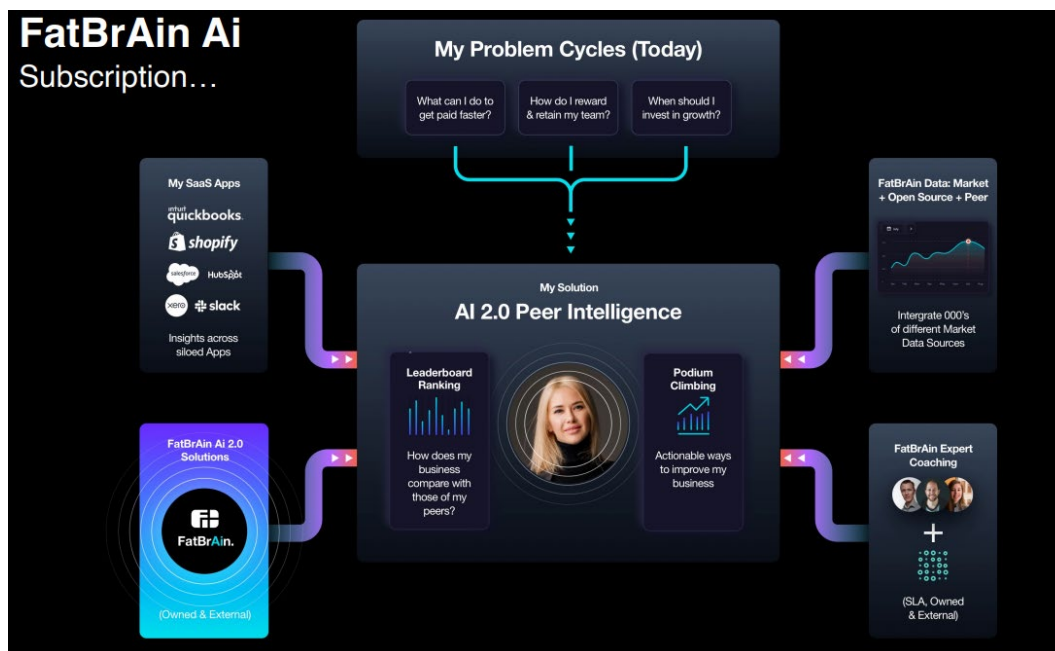 FatBrAin Ai
Subscription…
My Problem Cycles (Today)
What can I do to
get paid faster?
How do I reward
& retain my team?
When should I
invest in growth?
My SaaS Apps
intuit
quickbooks.
shopify
salesforce
HubSpot
xero
slack
Insights across
siloed Apps
FatBrAin Data: Market
+ Open Source + Peer
Intergrate 000's
of different Market
Data Sources
My Solution
AI 2.0 Peer Intelligence
Leaderboard
Ranking
How does my
business
compare with
those of my
peers?
Podium
Climbing
Actionable ways
to improve my
business
FatBrAin Ai 2.0
Solutions
FatBrAin.
(Owned & External)
FatBrAin Expert
Coaching
+
(SLA, Owned
& External)